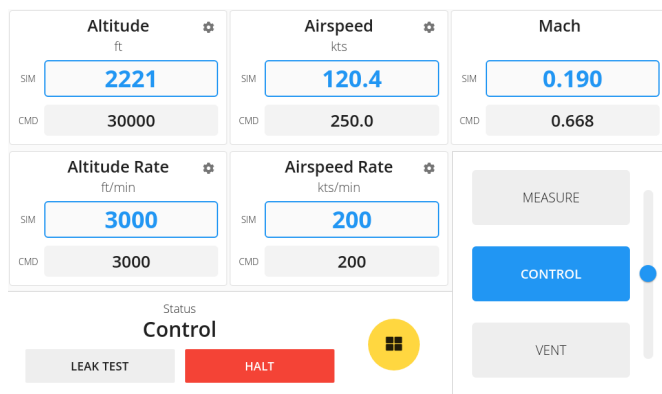 Altitude
ft
SIM 2221
CMD 30000
Airspeed
kts
SIM 120.4
CMD 250.0
Mach
SIM 0.190
CMD 0.668
Altitude Rate
ft/min
SIM 3000
CMD 3000
Airspeed Rate
kts/min
SIM 200
CMD 200
MEASURE
CONTROL
VENT
Status
Control
LEAK TEST
HALT